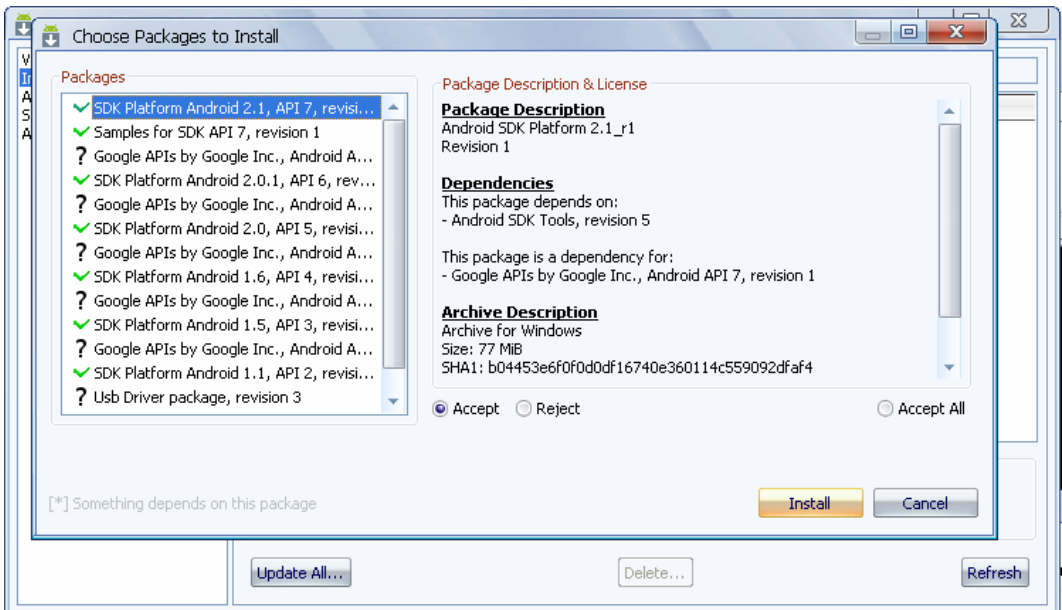 Choose Packages to Install
Packages
SDK Platform Android 2.1, API 7, revisi...
Samples for SDK API 7, revision 1
? Google APIs by Google Inc., Android A...
SDK Platform Android 2.0.1, API 6, rev...
? Google APIs by Google Inc., Android A...
SDK Platform Android 2.0, API 5, revisi...
? Google APIs by Google Inc., Android A...
SDK Platform Android 1.6, API 4, revisi...
? Google APIs by Google Inc., Android A...
SDK Platform Android 1.5, API 3, revisi...
? Google APIs by Google Inc., Android A...
SDK Platform Android 1.1, API 2, revisi...
? Usb Driver package, revision 3
Package Description & License
Package Description
Android SDK Platform 2.1_r1
Revision 1
Dependencies
This package depends on:
- Android SDK Tools, revision 5
This package is a dependency for:
- Google APIs by Google Inc., Android API 7, revision 1
Archive Description
Archive for Windows
Size: 77 MiB
SHA1: b04453e6f0f0d0df16740e360114c559092dfaf4
Accept Reject Accept All
[*] Something depends on this package
Install Cancel
Update All... Delete... Refresh